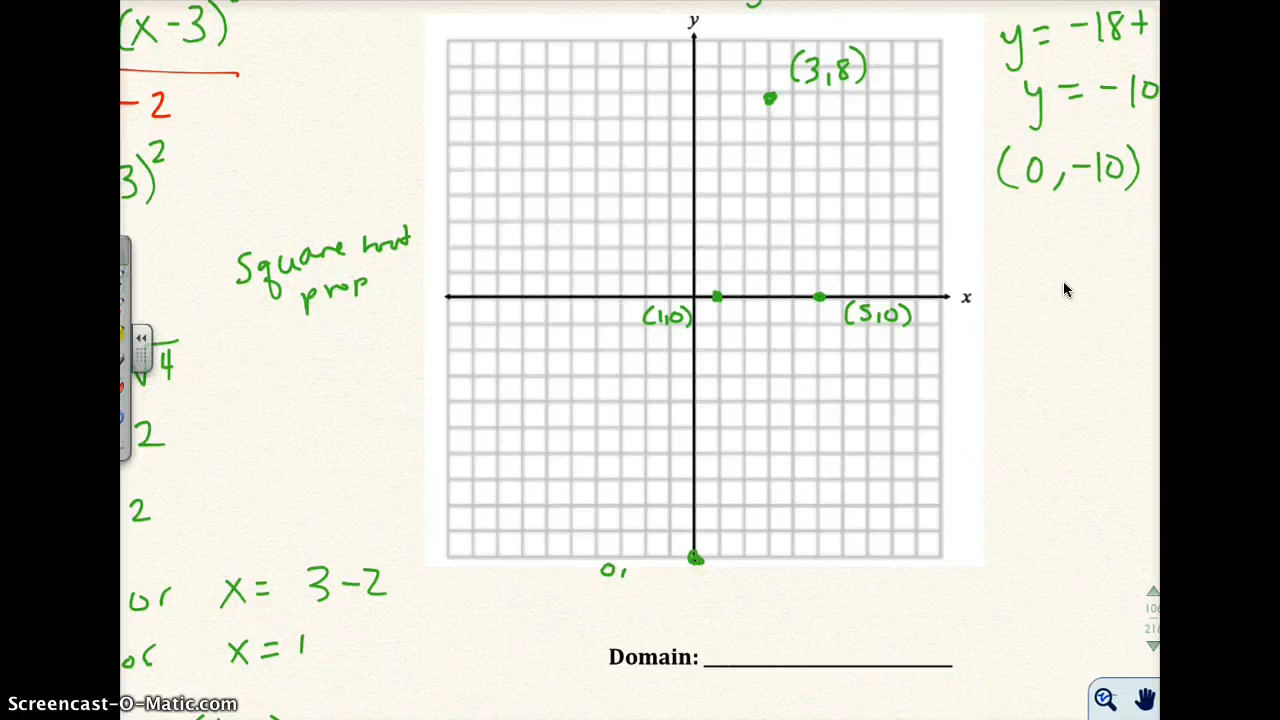 (x-3)
- 2
3)²
Square root
prop
√4
2
2
or x = 3-2
or x = 1
y
(3,8)
x
(1,0)
(5,0)
0,
y = -18+
y = -10
(0,-10)
Domain: ____________________
Screencast-O-Matic.com